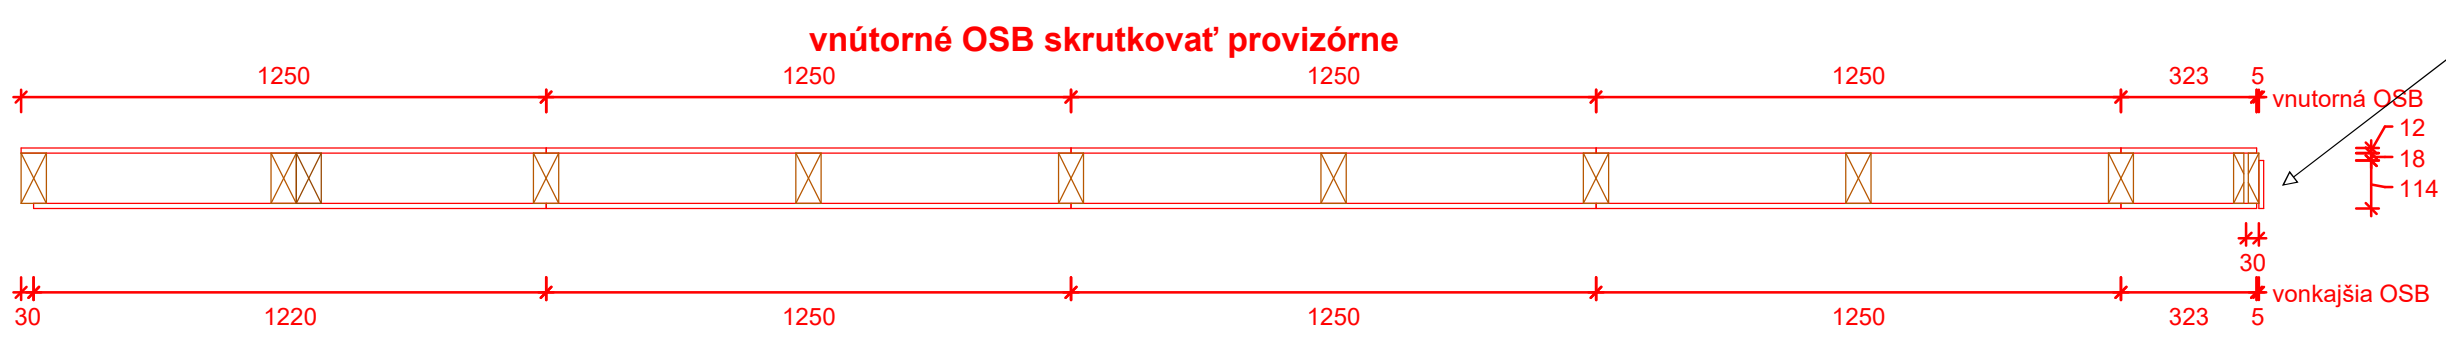 vnútorné OSB skrutkovať provizórne
1250 1250 1250 1250 323 5
vnutorná OSB
12
18
114
30
vonkajšia OSB
30 1220 1250 1250 1250 323 5